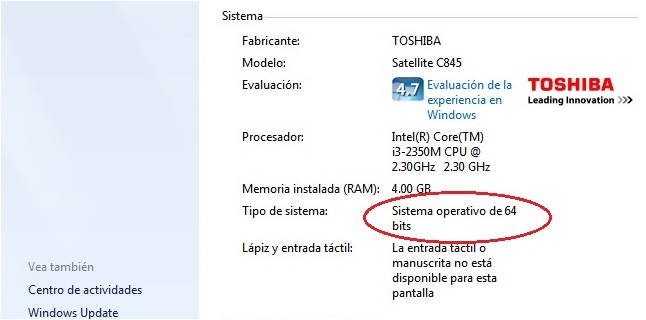 Sistema
Fabricante: TOSHIBA
Modelo: Satellite C845
Evaluación: 4,7 Evaluación de la
experiencia en
Windows
TOSHIBA
Leading Innovation >>>
Procesador: Intel(R) Core(TM)
i3-2350M CPU @
2.30GHz 2.30 GHz
Memoria instalada (RAM): 4.00 GB
Tipo de sistema: Sistema operativo de 64
bits
Lápiz y entrada táctil: La entrada táctil o
manuscrita no está
disponible para esta
pantalla
Vea también
Centro de actividades
Windows Update